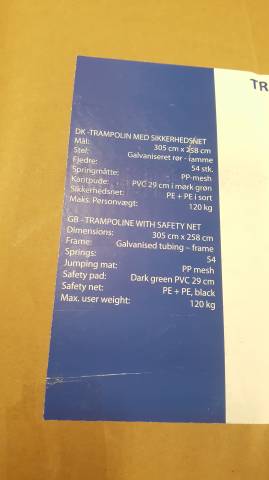 TR
DK -TRAMPOLIN MED SIKKERHEDSNET
Mål: 305 cm x 258 cm
Stel: Galvaniseret rør - ramme
Fjedre: 54 stk.
Springmåtte: PP-mesh
Kantpude: PVC 29 cm i mørk grøn
Sikkerhedsnet: PE + PE i sort
Maks. Personvægt: 120 kg
GB - TRAMPOLINE WITH SAFETY NET
Dimensions: 305 cm x 258 cm
Frame: Galvanised tubing – frame
Springs: 54
Jumping mat: PP mesh
Safety pad: Dark green PVC 29 cm
Safety net: PE + PE, black
Max. user weight: 120 kg